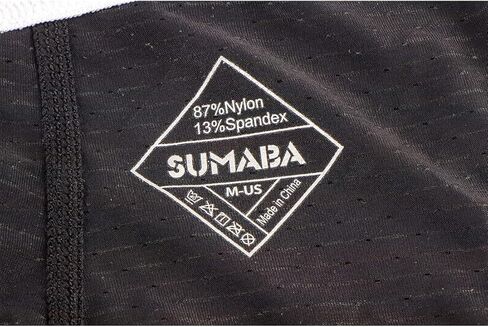 87%Nylon
13%Spandex
SUMABA
M-US
Made in China